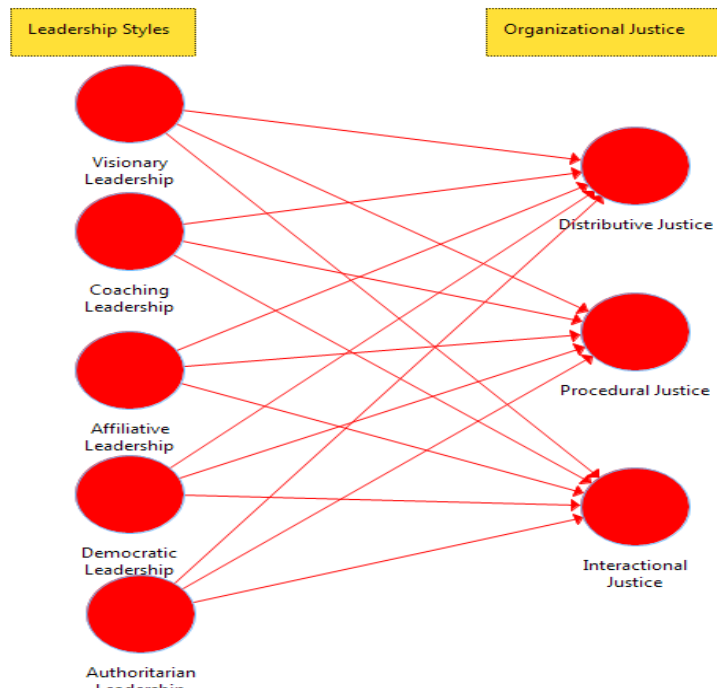 Leadership Styles
Organizational Justice
Visionary
Leadership
Distributive Justice
Coaching
Leadership
Procedural Justice
Affiliative
Leadership
Democratic
Leadership
Interactional
Justice
Authoritarian
Leadership